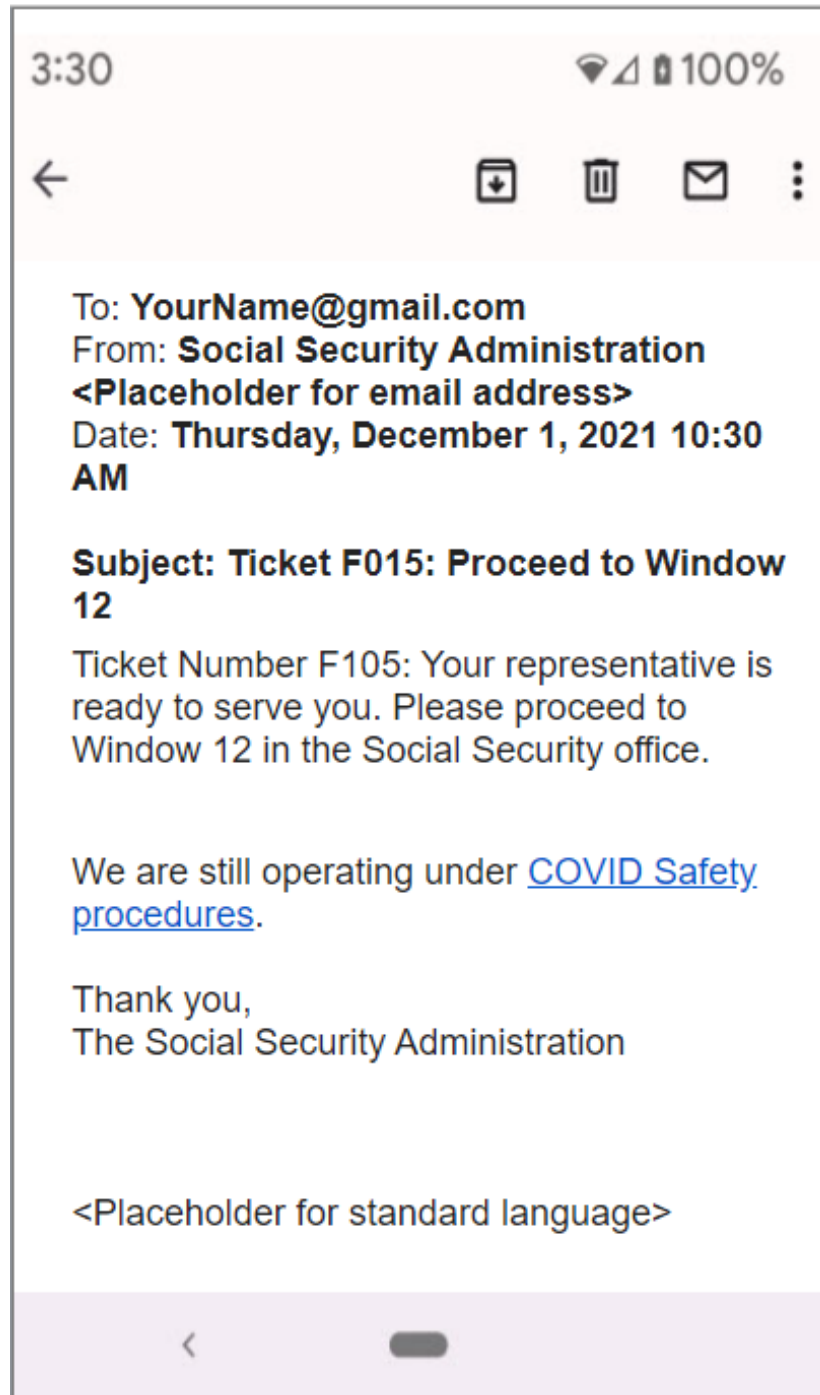 3:30 100%
To: YourName@gmail.com
From: Social Security Administration
<Placeholder for email address>
Date: Thursday, December 1, 2021 10:30
AM
Subject: Ticket F015: Proceed to Window
12
Ticket Number F105: Your representative is
ready to serve you. Please proceed to
Window 12 in the Social Security office.
We are still operating under COVID Safety
procedures.
Thank you,
The Social Security Administration
<Placeholder for standard language>